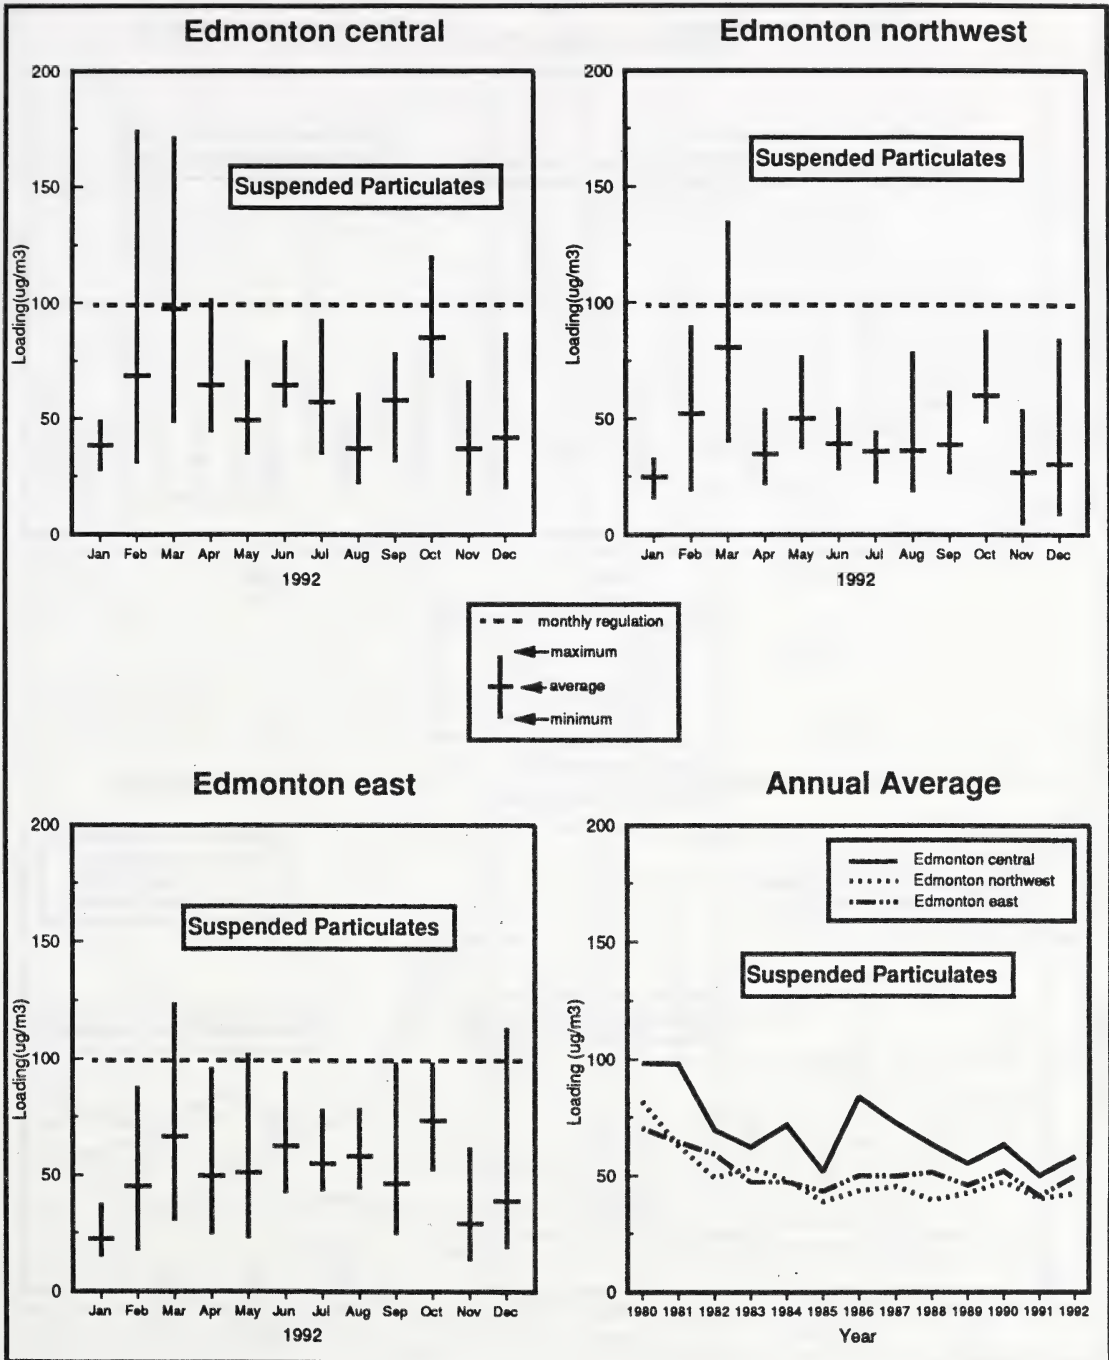 Edmonton central
200
150
100
50
0
Loading(ug/m3)
Suspended Particulates
Jan Feb Mar Apr May Jun Jul Aug Sep Oct Nov Dec
1992
Edmonton northwest
200
150
100
50
0
Loading(ug/m3)
Suspended Particulates
Jan Feb Mar Apr May Jun Jul Aug Sep Oct Nov Dec
1992
monthly regulation
maximum
average
minimum
Edmonton east
200
150
100
50
0
Loading(ug/m3)
Suspended Particulates
Jan Feb Mar Apr May Jun Jul Aug Sep Oct Nov Dec
1992
Annual Average
200
150
100
50
0
Loading (ug/m3)
Edmonton central
Edmonton northwest
Edmonton east
Suspended Particulates
1980 1981 1982 1983 1984 1985 1986 1987 1988 1989 1990 1991 1992
Year